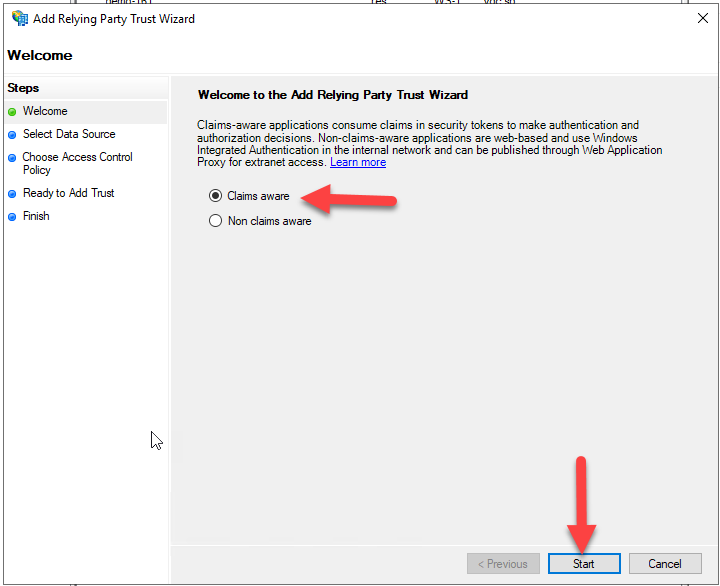 Add Relying Party Trust Wizard
Welcome
Steps
Welcome
Select Data Source
Choose Access Control
Policy
Ready to Add Trust
Finish
Welcome to the Add Relying Party Trust Wizard
Claims-aware applications consume claims in security tokens to make authentication and
authorization decisions. Non-claims-aware applications are web-based and use Windows
Integrated Authentication in the internal network and can be published through Web Application
Proxy for extranet access. Learn more
Claims aware
Non claims aware
< Previous
Start
Cancel